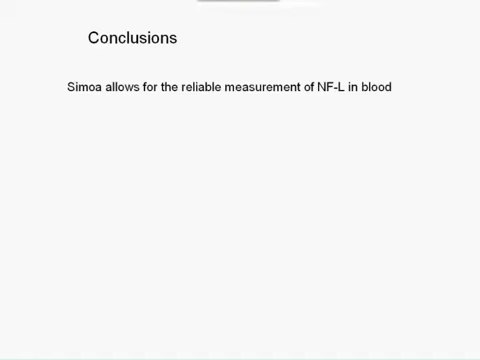 Conclusions
Simoa allows for the reliable measurement of NF-L in blood